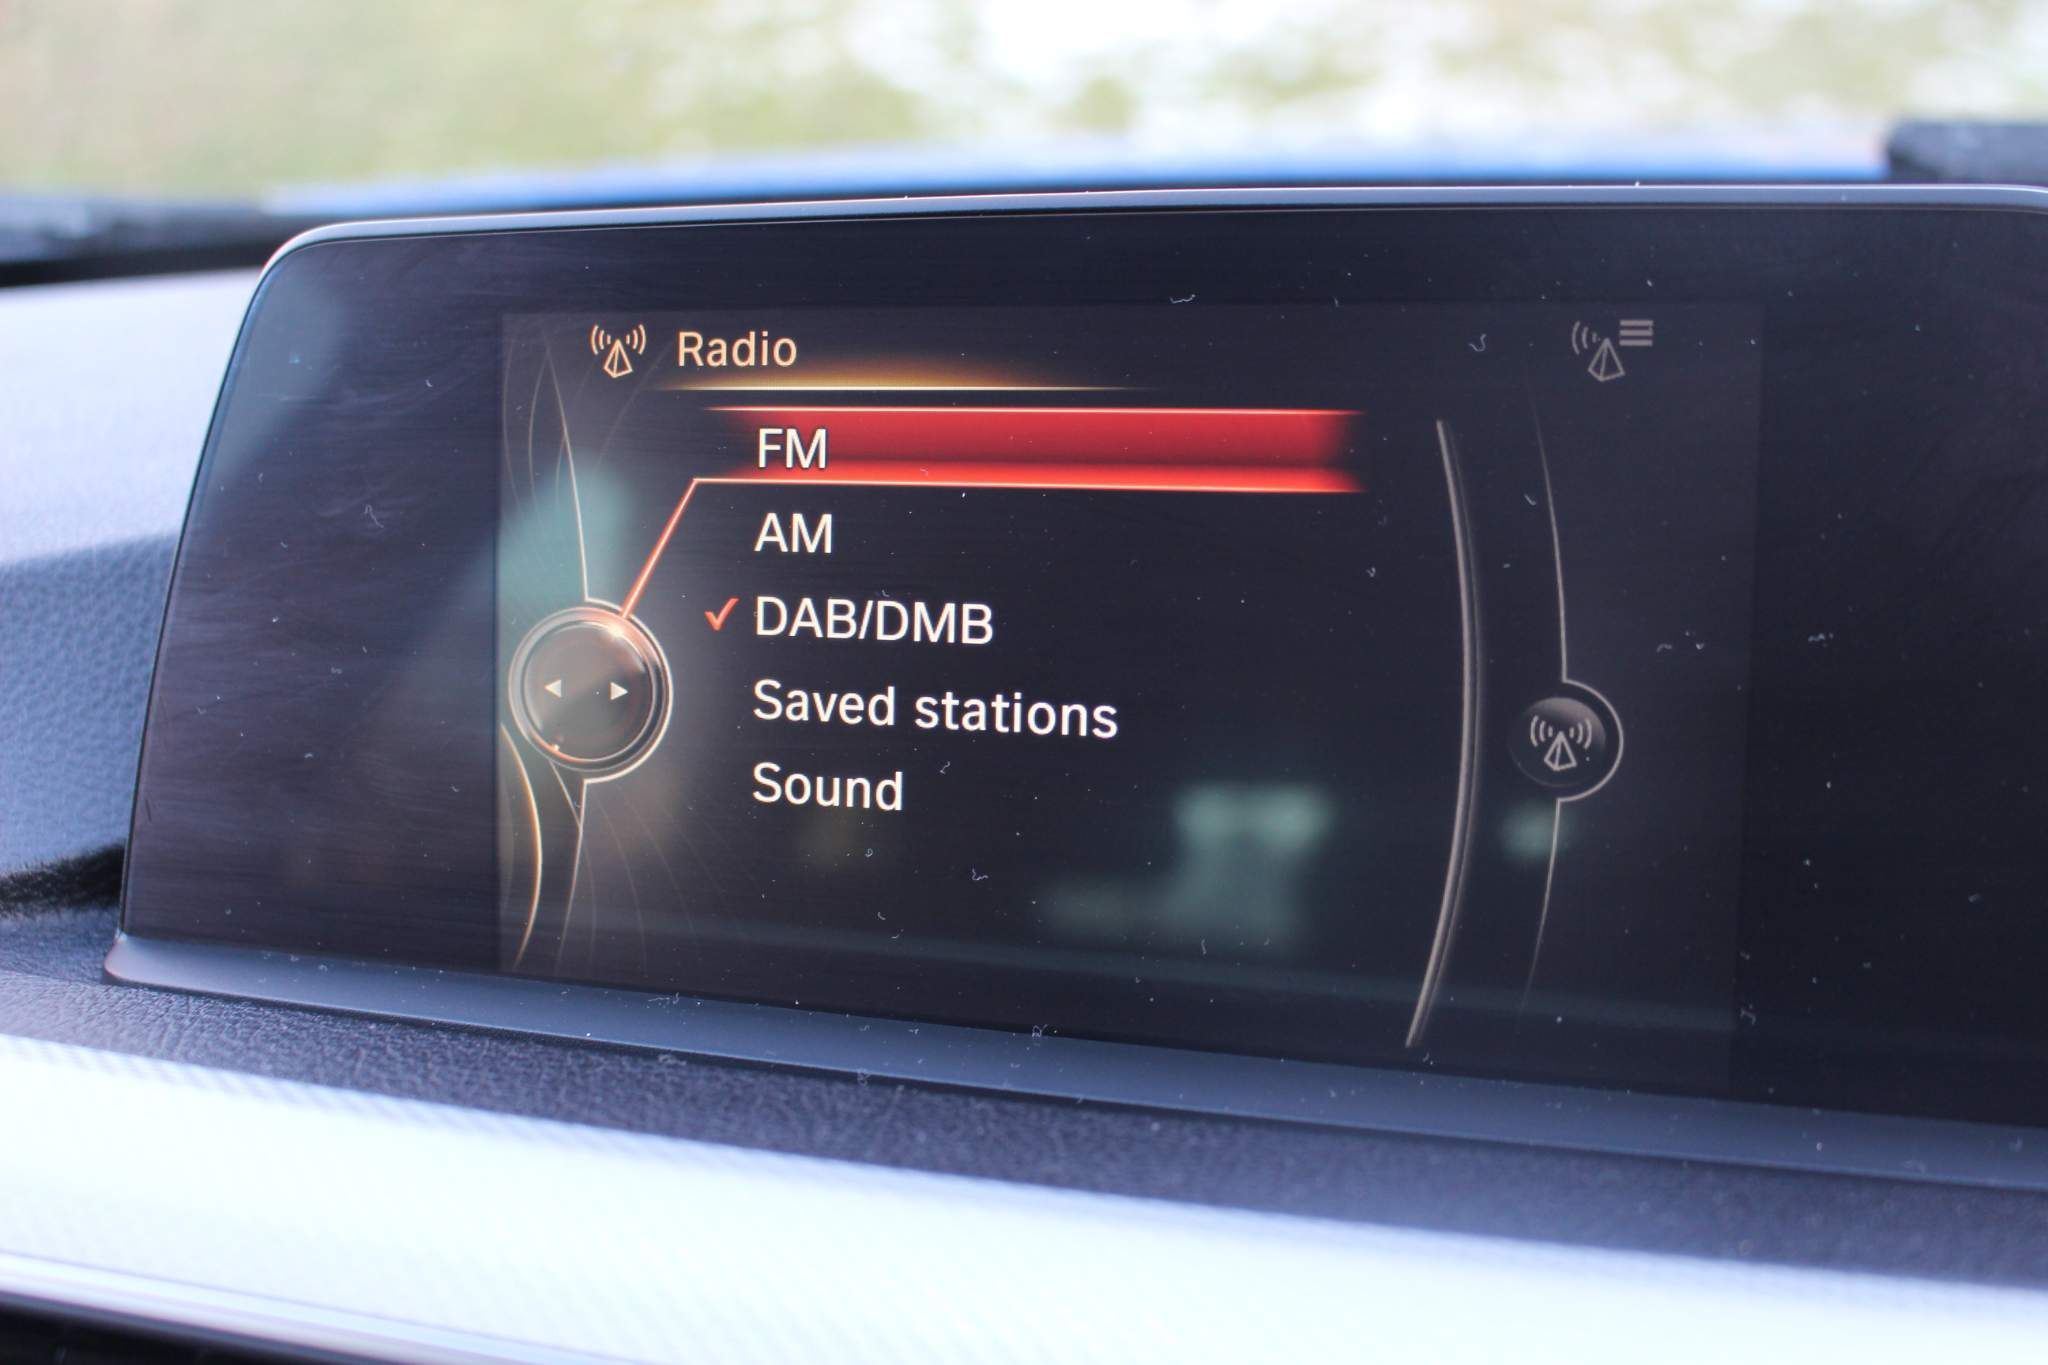 Radio
FM
AM
DAB/DMB
Saved stations
Sound